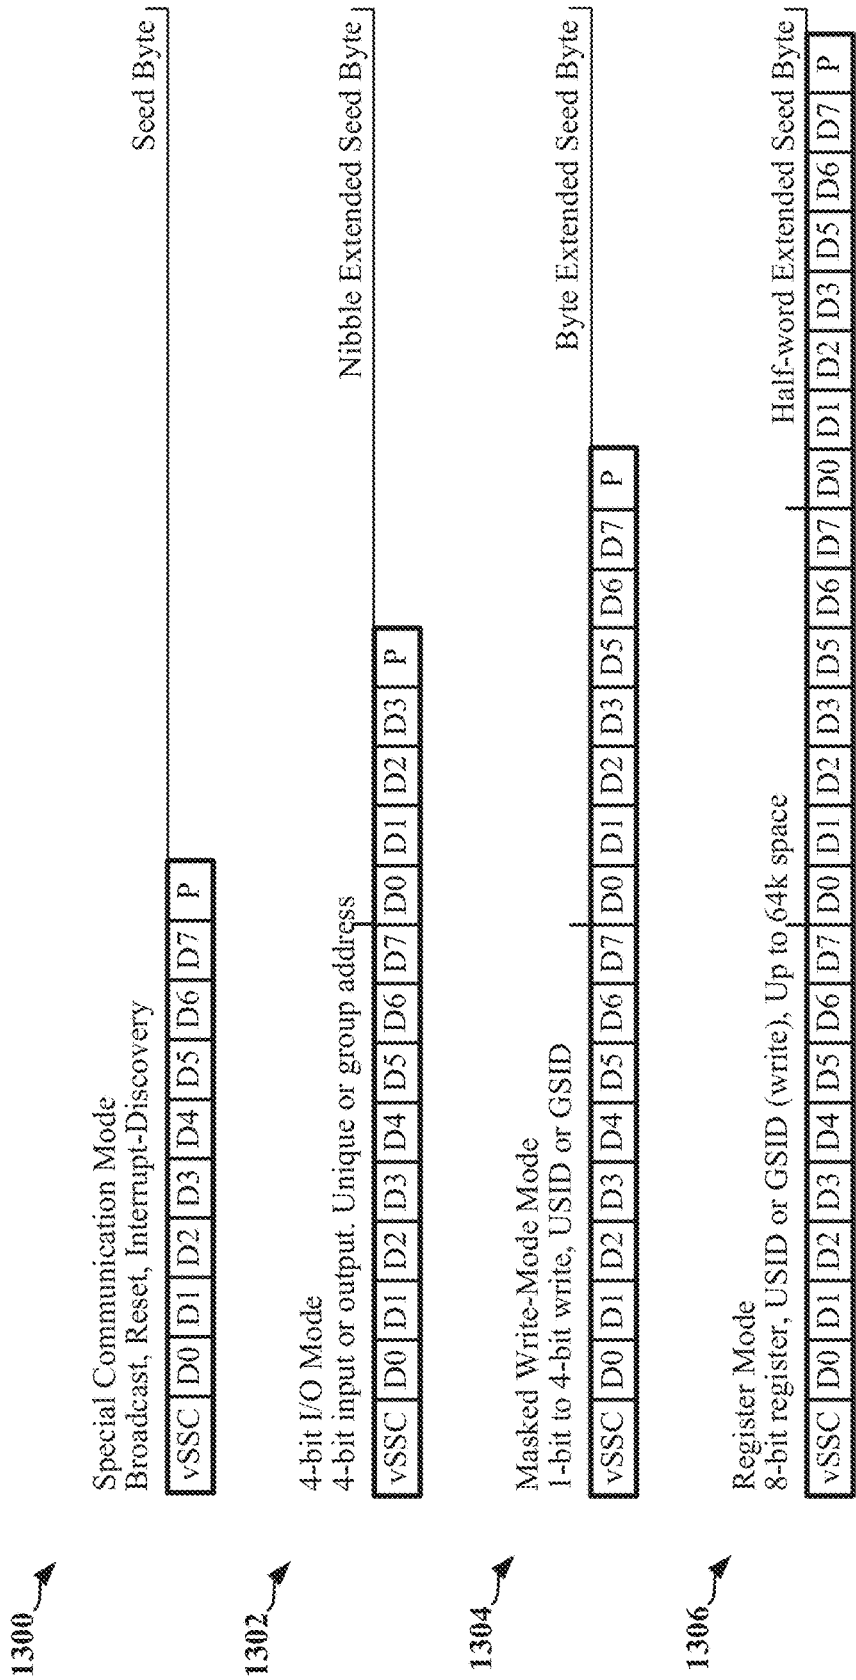 1300
Special Communication Mode
Broadcast, Reset, Interrupt-Discovery
Seed Byte
vSSC D0 D1 D2 D3 D4 D5 D6 D7 P
1302
4-bit I/O Mode
4-bit input or output. Unique or group address
Nibble Extended Seed Byte
vSSC D0 D1 D2 D3 D4 D5 D6 D7 D0 D1 D2 D3 P
1304
Masked Write-Mode Mode
1-bit to 4-bit write, USID or GSID
Byte Extended Seed Byte
vSSC D0 D1 D2 D3 D4 D5 D6 D7 D0 D1 D2 D3 D5 D6 D7 P
1306
Register Mode
8-bit register, USID or GSID (write), Up to 64k space
Half-word Extended Seed Byte
vSSC D0 D1 D2 D3 D4 D5 D6 D7 D0 D1 D2 D3 D5 D6 D7 D0 D1 D2 D3 D5 D6 D7 P